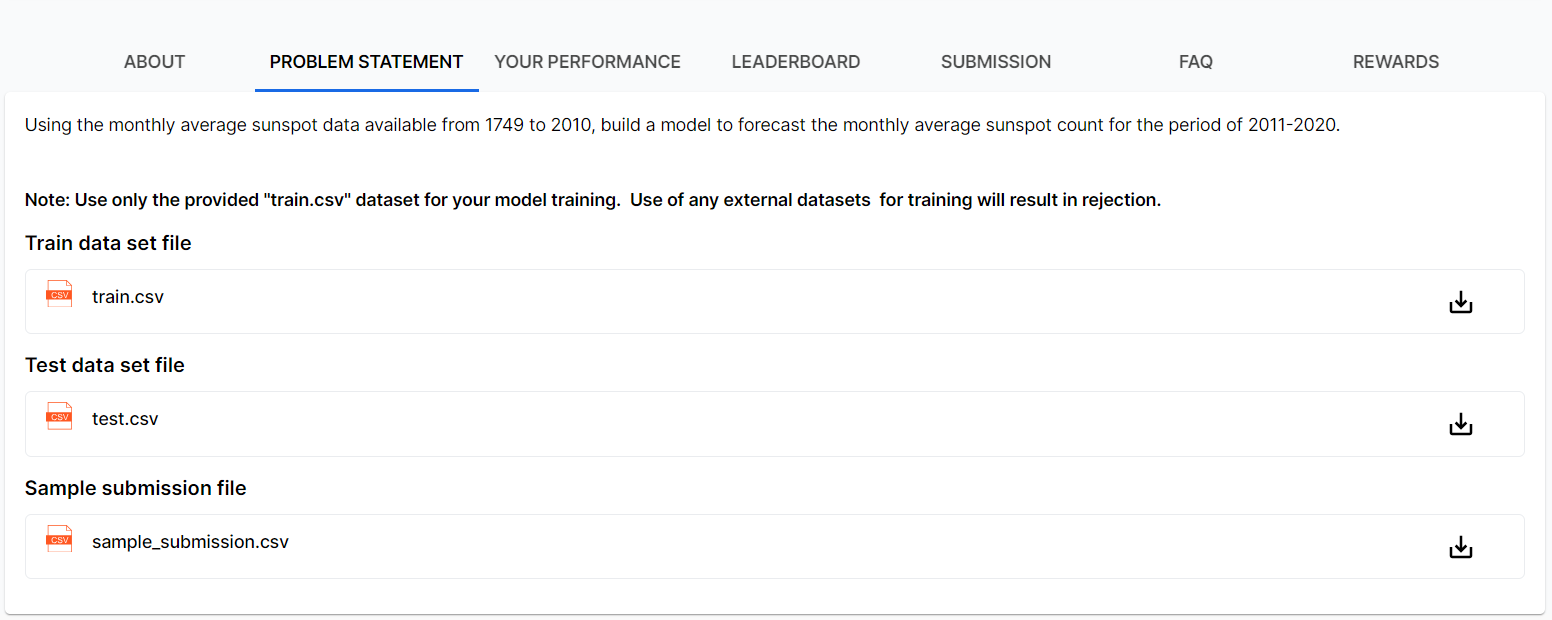 ABOUT PROBLEM STATEMENT YOUR PERFORMANCE LEADERBOARD SUBMISSION FAQ REWARDS
Using the monthly average sunspot data available from 1749 to 2010, build a model to forecast the monthly average sunspot count for the period of 2011-2020.
Note: Use only the provided "train.csv" dataset for your model training.  Use of any external datasets  for training will result in rejection.
Train data set file
CSV train.csv
Test data set file
CSV test.csv
Sample submission file
CSV sample_submission.csv